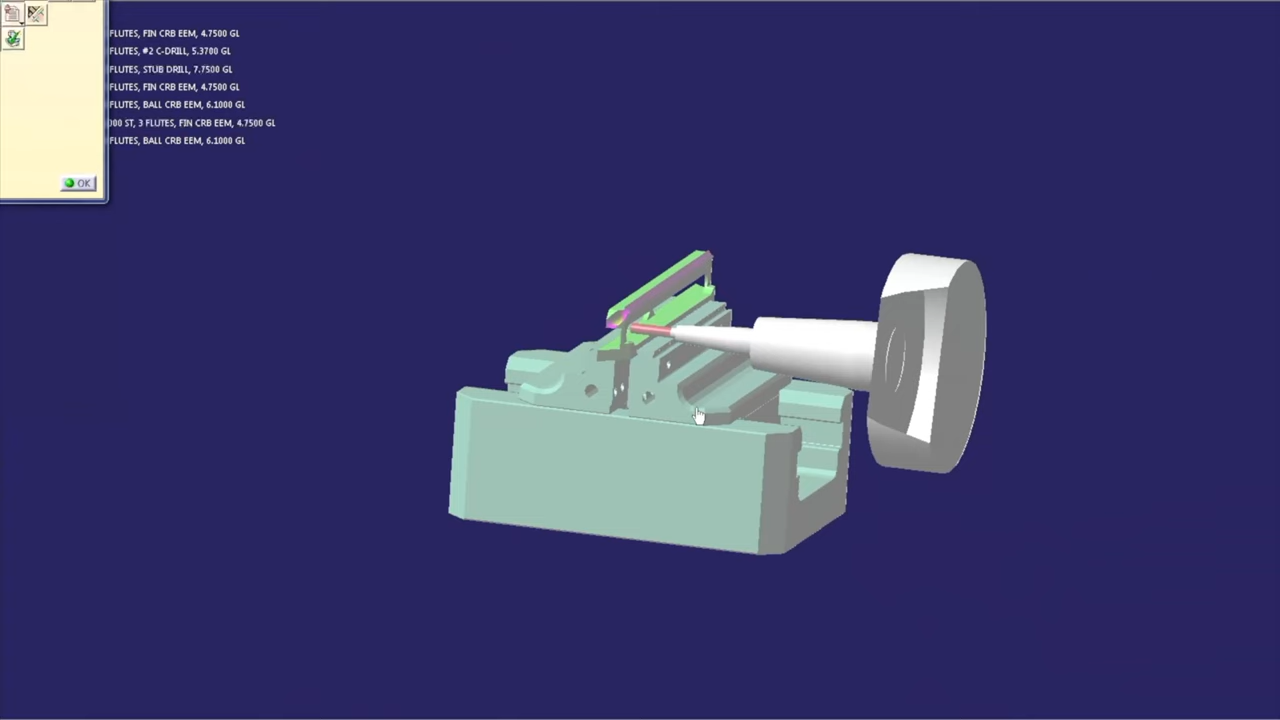 FLUTES, FIN CRB EEM, 4.7500 GL
FLUTES, #2 C-DRILL, 5.3700 GL
FLUTES, STUB DRILL, 7.7500 GL
FLUTES, FIN CRB EEM, 4.7500 GL
FLUTES, BALL CRB EEM, 6.1000 GL
000 ST, 3 FLUTES, FIN CRB EEM, 4.7500 GL
FLUTES, BALL CRB EEM, 6.1000 GL
OK